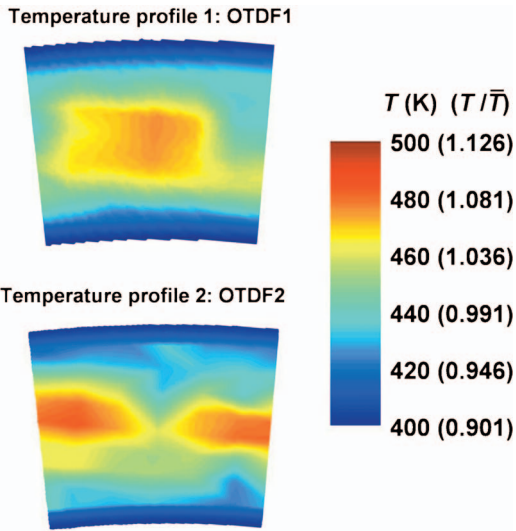 Temperature profile 1: OTDF1
T (K) (T/T̅)
500 (1.126)
480 (1.081)
460 (1.036)
440 (0.991)
420 (0.946)
400 (0.901)
Temperature profile 2: OTDF2